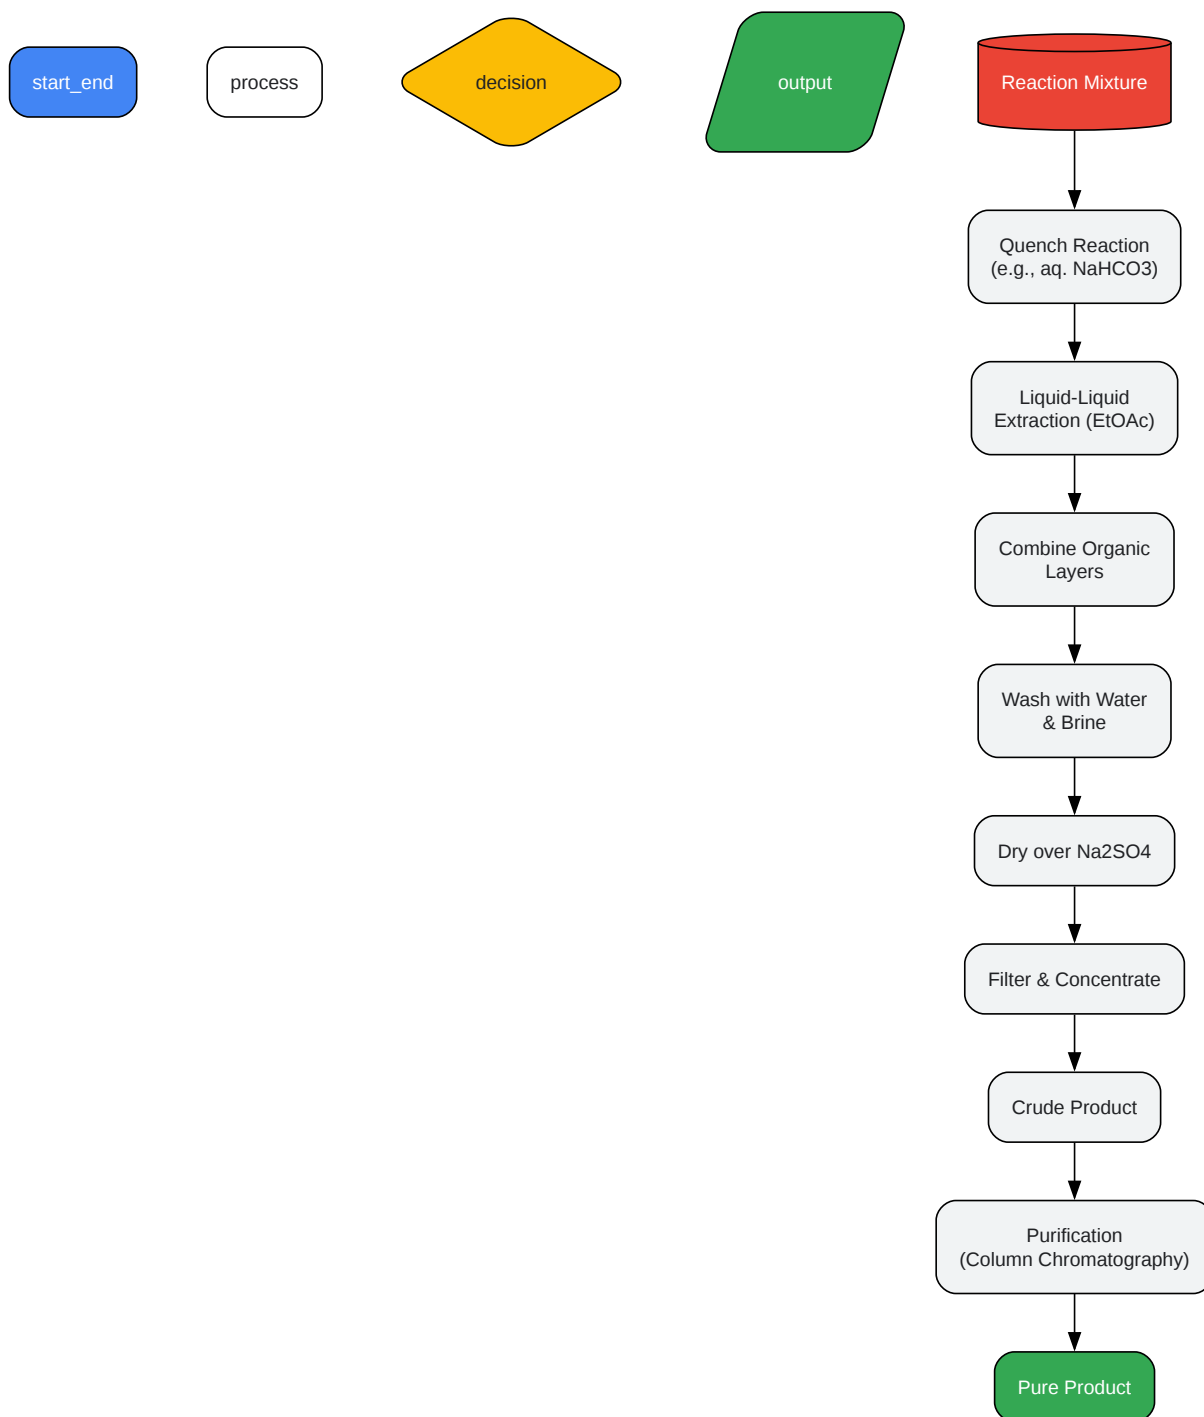 start_end
process
decision
output
Reaction Mixture
Quench Reaction
(e.g., aq. NaHCO3)
Liquid-Liquid
Extraction (EtOAc)
Combine Organic
Layers
Wash with Water
& Brine
Dry over Na2SO4
Filter & Concentrate
Crude Product
Purification
(Column Chromatography)
Pure Product